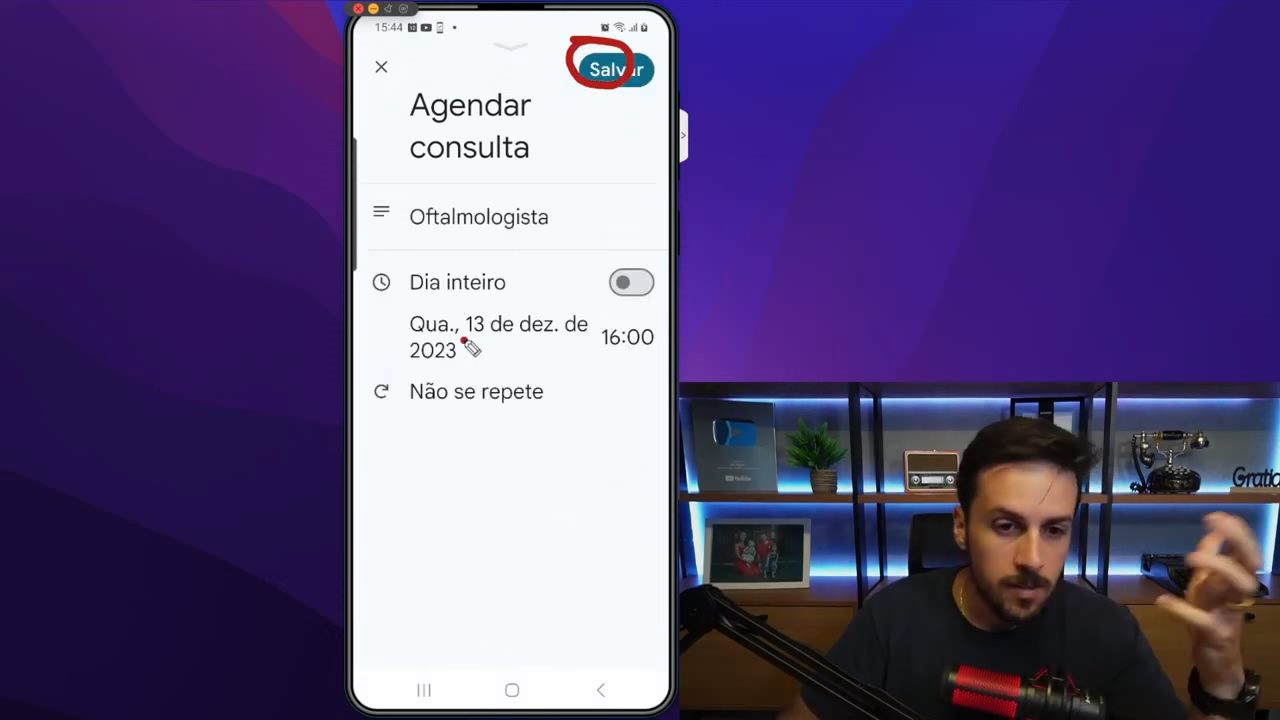 15:44
Salvar
Agendar
consulta
Oftalmologista
Dia inteiro
Qua., 13 de dez. de
2023
16:00
Não se repete
YouTube